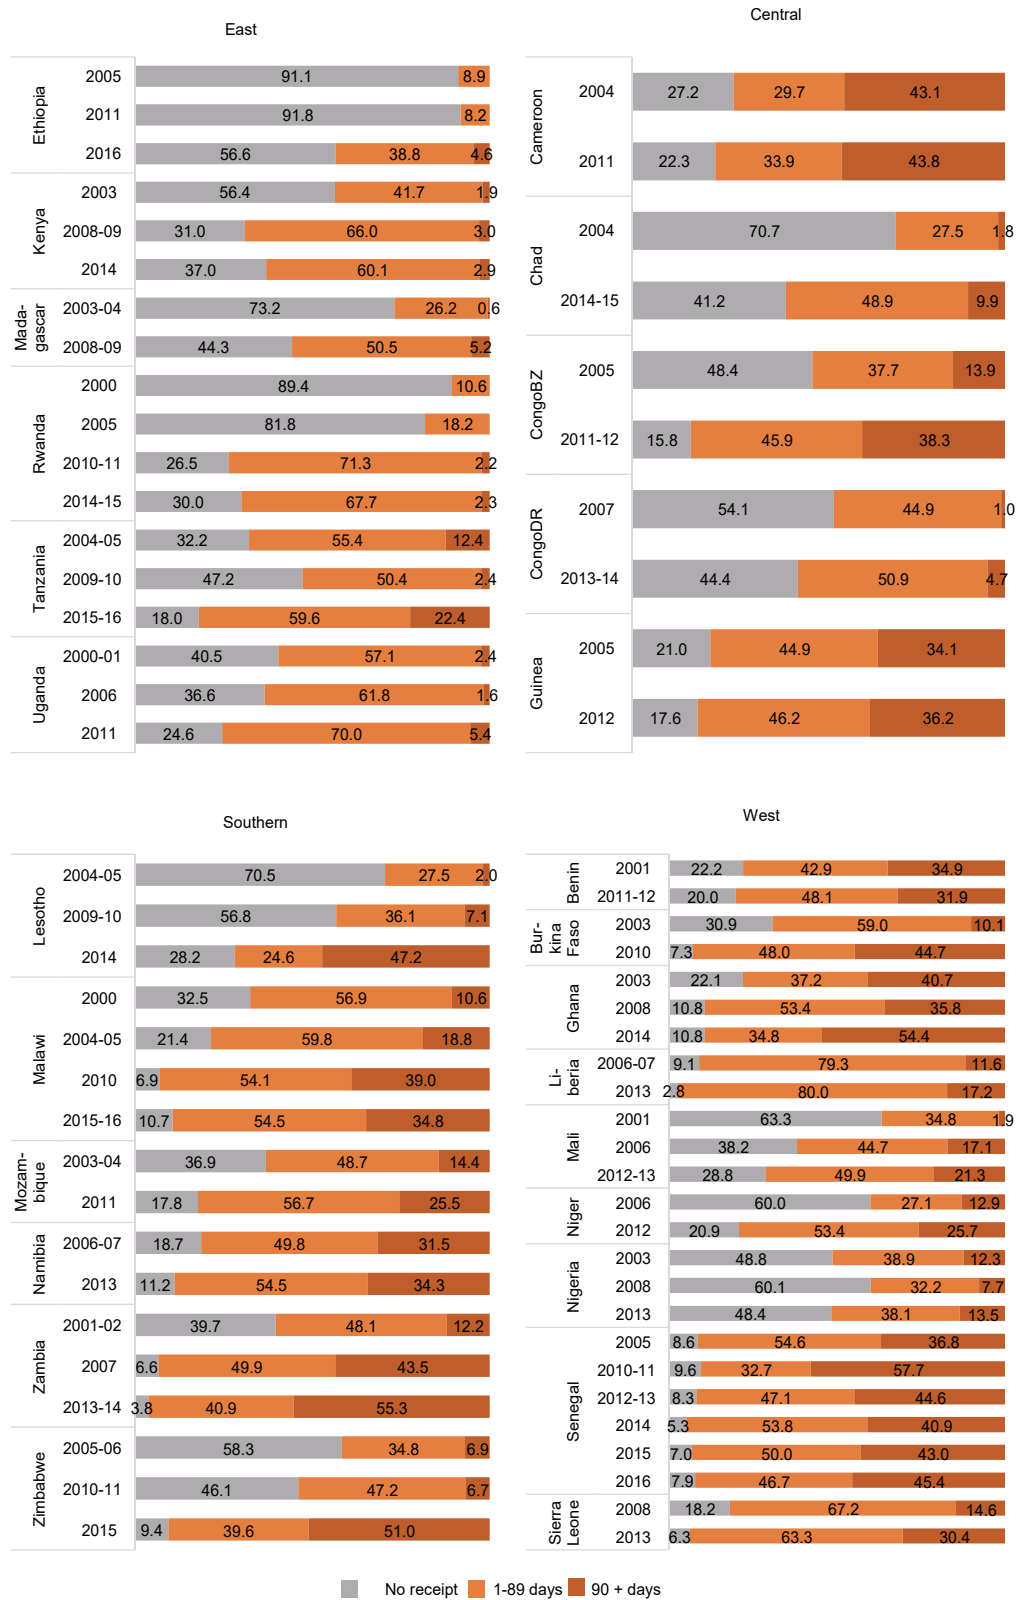 East
Ethiopia
2005 91.1 8.9
2011 91.8 8.2
2016 56.6 38.8 4.6
Kenya
2003 56.4 41.7 1.9
2008-09 31.0 66.0 3.0
2014 37.0 60.1 2.9
Mada-
gascar
2003-04 73.2 26.2 0.6
2008-09 44.3 50.5 5.2
Rwanda
2000 89.4 10.6
2005 81.8 18.2
2010-11 26.5 71.3 2.2
2014-15 30.0 67.7 2.3
Tanzania
2004-05 32.2 55.4 12.4
2009-10 47.2 50.4 2.4
2015-16 18.0 59.6 22.4
Uganda
2000-01 40.5 57.1 2.4
2006 36.6 61.8 1.6
2011 24.6 70.0 5.4
Central
Cameroon
2004 27.2 29.7 43.1
2011 22.3 33.9 43.8
Chad
2004 70.7 27.5 1.8
2014-15 41.2 48.9 9.9
CongoBZ
2005 48.4 37.7 13.9
2011-12 15.8 45.9 38.3
CongoDR
2007 54.1 44.9 1.0
2013-14 44.4 50.9 4.7
Guinea
2005 21.0 44.9 34.1
2012 17.6 46.2 36.2
Southern
Lesotho
2004-05 70.5 27.5 2.0
2009-10 56.8 36.1 7.1
2014 28.2 24.6 47.2
Malawi
2000 32.5 56.9 10.6
2004-05 21.4 59.8 18.8
2010 6.9 54.1 39.0
2015-16 10.7 54.5 34.8
Mozam-
bique
2003-04 36.9 48.7 14.4
2011 17.8 56.7 25.5
Namibia
2006-07 18.7 49.8 31.5
2013 11.2 54.5 34.3
Zambia
2001-02 39.7 48.1 12.2
2007 6.6 49.9 43.5
2013-14 3.8 40.9 55.3
Zimbabwe
2005-06 58.3 34.8 6.9
2010-11 46.1 47.2 6.7
2015 9.4 39.6 51.0
West
Benin
2001 22.2 42.9 34.9
2011-12 20.0 48.1 31.9
Bur-
kina
Faso
2003 30.9 59.0 10.1
2010 7.3 48.0 44.7
Ghana
2003 22.1 37.2 40.7
2008 10.8 53.4 35.8
2014 10.8 34.8 54.4
Li-
beria
2006-07 9.1 79.3 11.6
2013 2.8 80.0 17.2
Mali
2001 63.3 34.8 1.9
2006 38.2 44.7 17.1
2012-13 28.8 49.9 21.3
Niger
2006 60.0 27.1 12.9
2012 20.9 53.4 25.7
Nigeria
2003 48.8 38.9 12.3
2008 60.1 32.2 7.7
2013 48.4 38.1 13.5
Senegal
2005 8.6 54.6 36.8
2010-11 9.6 32.7 57.7
2012-13 8.3 47.1 44.6
2014 5.3 53.8 40.9
2015 7.0 50.0 43.0
2016 7.9 46.7 45.4
Sierra
Leone
2008 18.2 67.2 14.6
2013 6.3 63.3 30.4
No receipt 1-89 days 90 + days